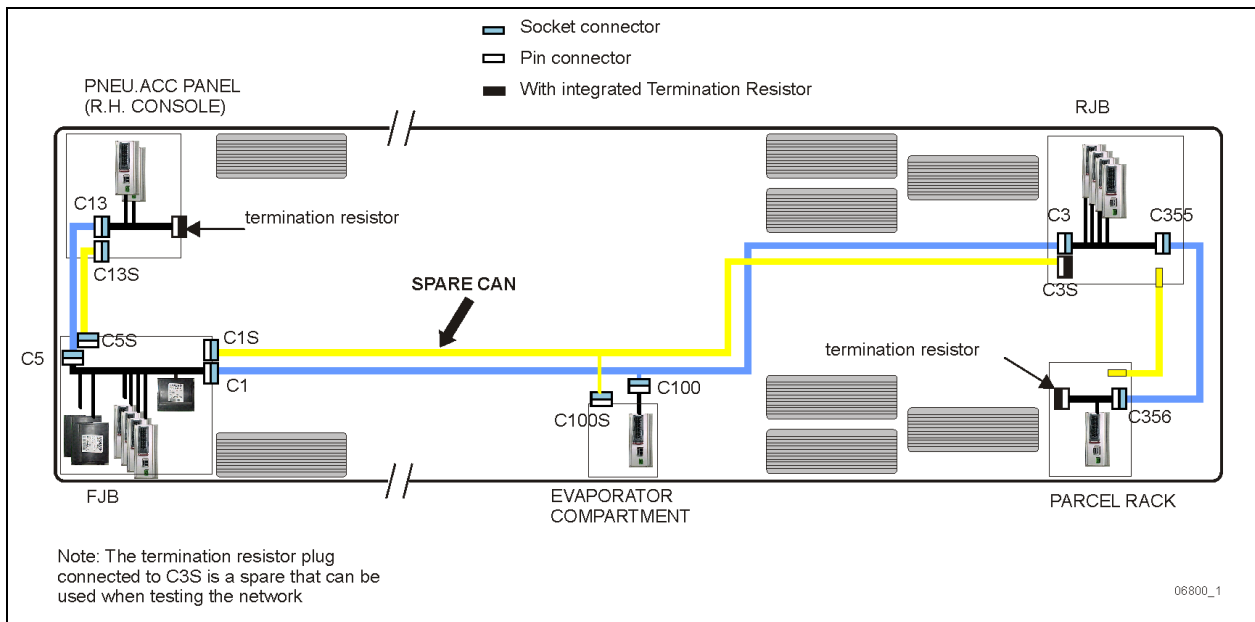 Socket connector
Pin connector
With integrated Termination Resistor
PNEU.ACC PANEL
(R.H. CONSOLE)
RJB
C13
termination resistor
C3
C355
C13S
SPARE CAN
C3S
C5
C5S
C1S
C1
termination resistor
C100
C100S
C356
FJB
EVAPORATOR
COMPARTMENT
PARCEL RACK
Note: The termination resistor plug
connected to C3S is a spare that can be
used when testing the network
06800_1